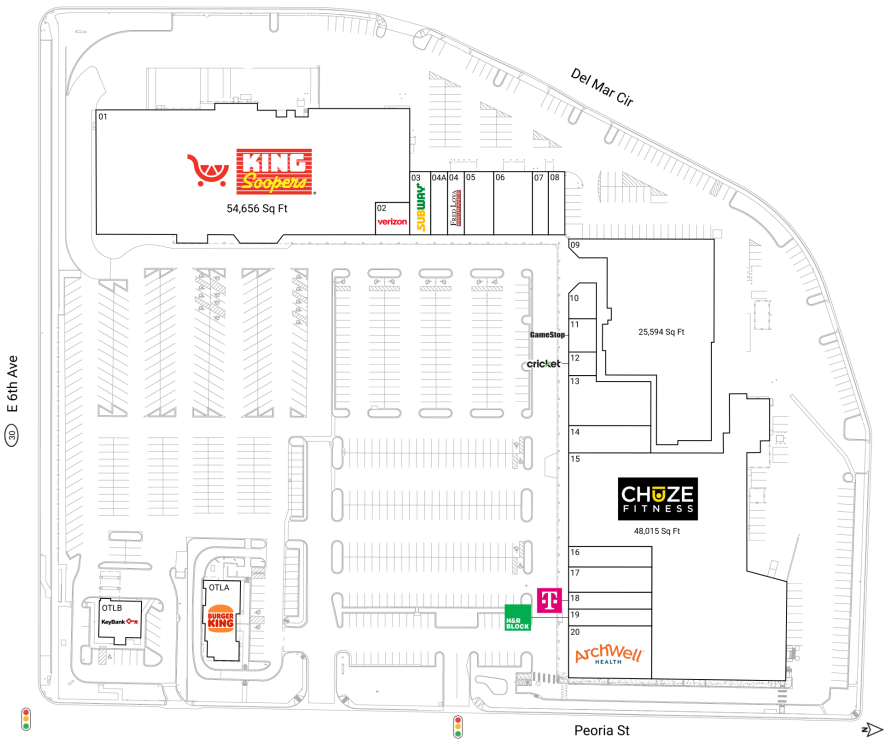 Del Mar Cir
01
KING
Soopers
54,656 Sq Ft
02
verizon
03
SUBWAY
04A
04
FRED LOYA
05
06
07
08
09
10
11
GameStop
25,594 Sq Ft
12
cricket
13
14
15
CHUZE
FITNESS
48,015 Sq Ft
16
17
18
T
19
H&R
BLOCK
20
ArchWell
HEALTH
OTLA
BURGER
KING
OTLB
KeyBank
30
E 6th Ave
Peoria St
N